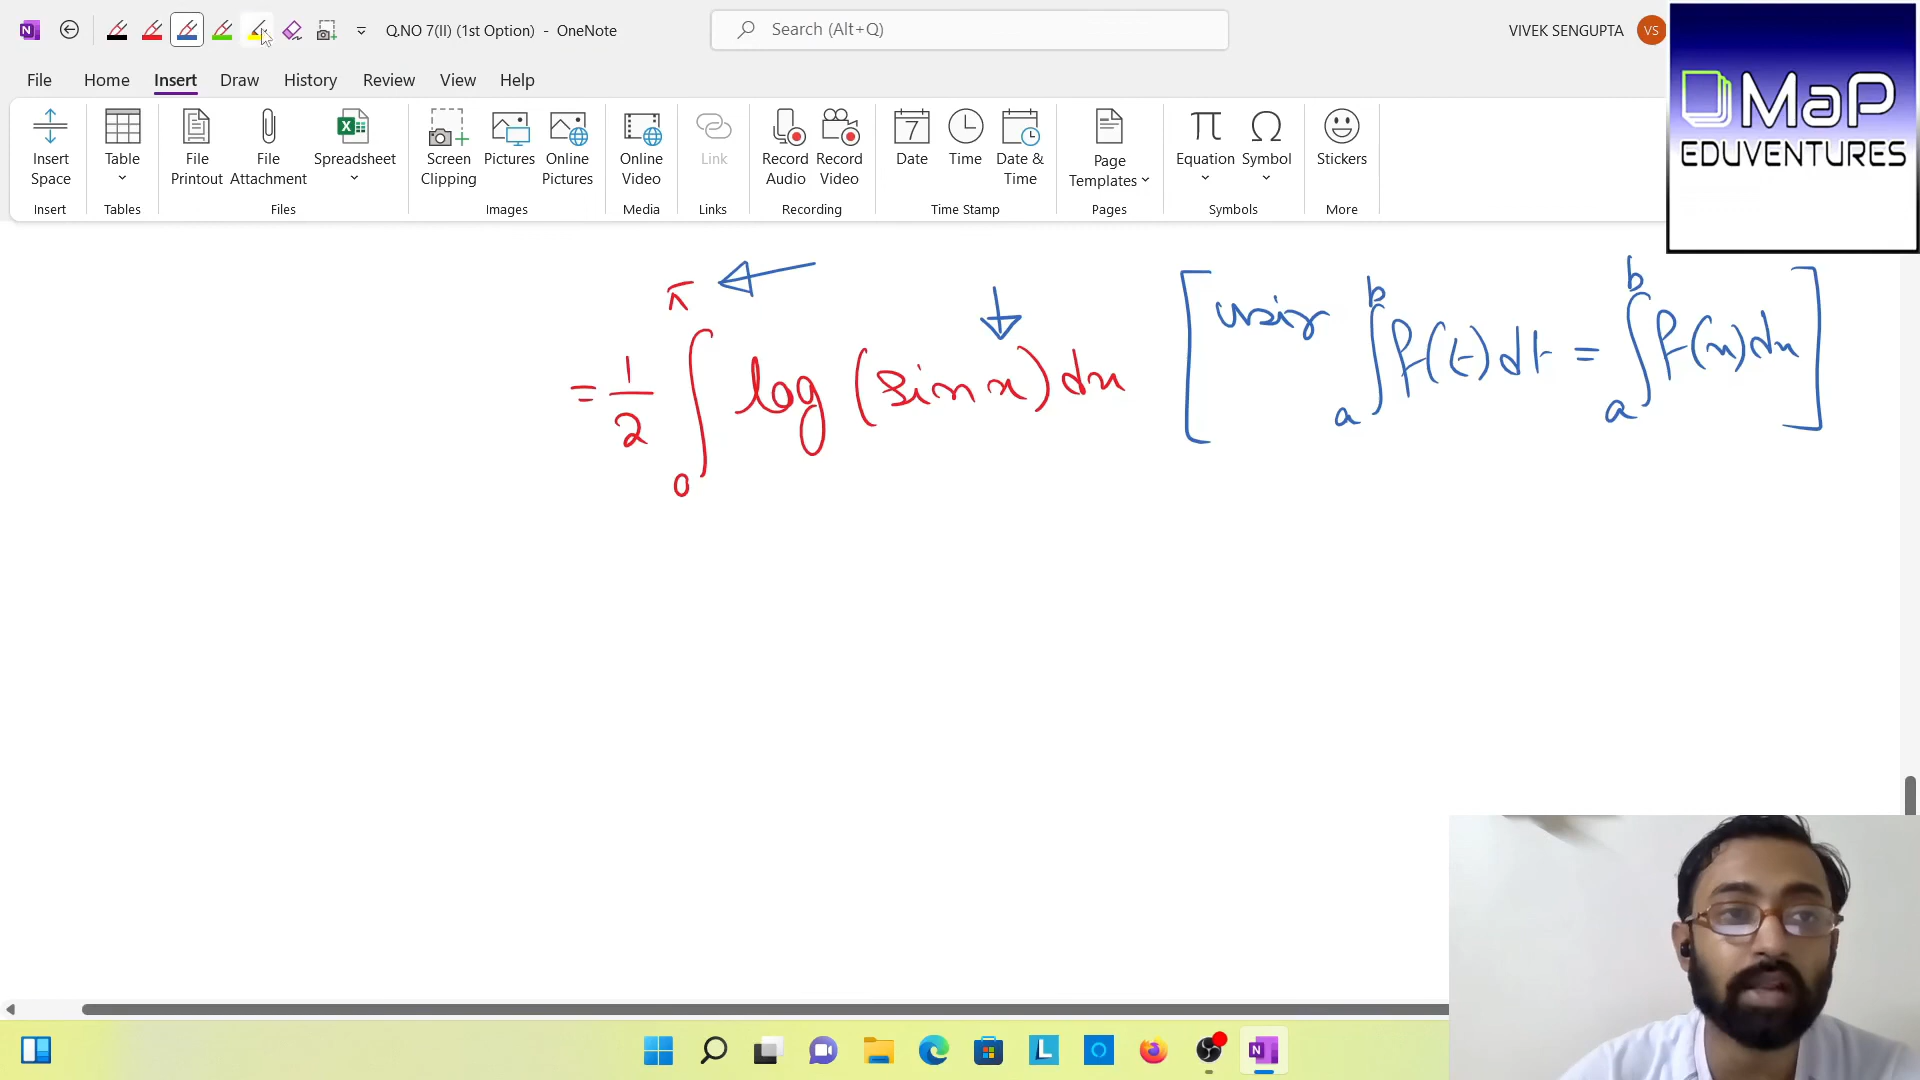 Q.NO 7(II) (1st Option) - OneNote
Search (Alt+Q)
VIVEK SENGUPTA
VS
File Home Insert Draw History Review View Help
Insert Space
Table
File Printout
File Attachment
Spreadsheet
Screen Clipping
Pictures
Online Pictures
Online Video
Link
Record Audio
Record Video
Date
Time
Date & Time
Page Templates
Equation
Symbol
Stickers
Insert Tables Files Images Media Links Recording Time Stamp Pages Symbols More
MaP
EDUVENTURES
= 1/2 ∫₀^π log (sin x) dx [using ∫ₐᵇ f(t) dt = ∫ₐᵇ f(x) dx]